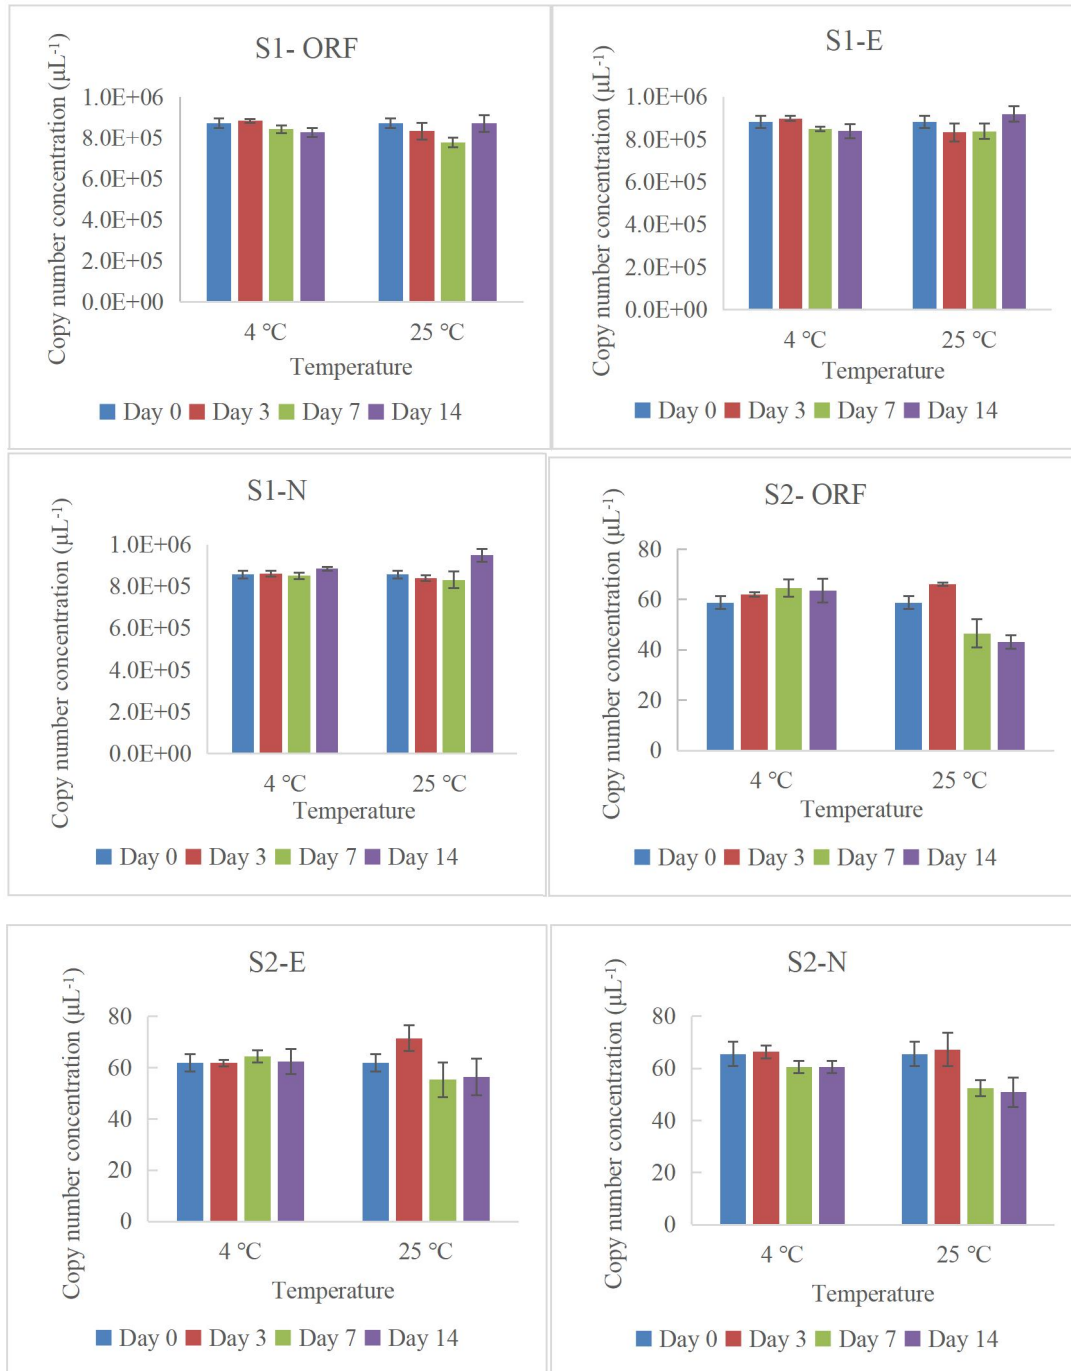 S1- ORF
Copy number concentration (μL⁻¹)
1.0E+06
8.0E+05
6.0E+05
4.0E+05
2.0E+05
0.0E+00
4 °C 25 °C
Temperature
Day 0 Day 3 Day 7 Day 14
S1-E
Copy number concentration (μL⁻¹)
1.0E+06
8.0E+05
6.0E+05
4.0E+05
2.0E+05
0.0E+00
4 °C 25 °C
Temperature
Day 0 Day 3 Day 7 Day 14
S1-N
Copy number concentration (μL⁻¹)
1.0E+06
8.0E+05
6.0E+05
4.0E+05
2.0E+05
0.0E+00
4 °C 25 °C
Temperature
Day 0 Day 3 Day 7 Day 14
S2- ORF
Copy number concentration (μL⁻¹)
80
60
40
20
0
4 °C 25 °C
Temperature
Day 0 Day 3 Day 7 Day 14
S2-E
Copy number concentration (μL⁻¹)
80
60
40
20
0
4 °C 25 °C
Temperature
Day 0 Day 3 Day 7 Day 14
S2-N
Copy number concentration (μL⁻¹)
80
60
40
20
0
4 °C 25 °C
Temperature
Day 0 Day 3 Day 7 Day 14